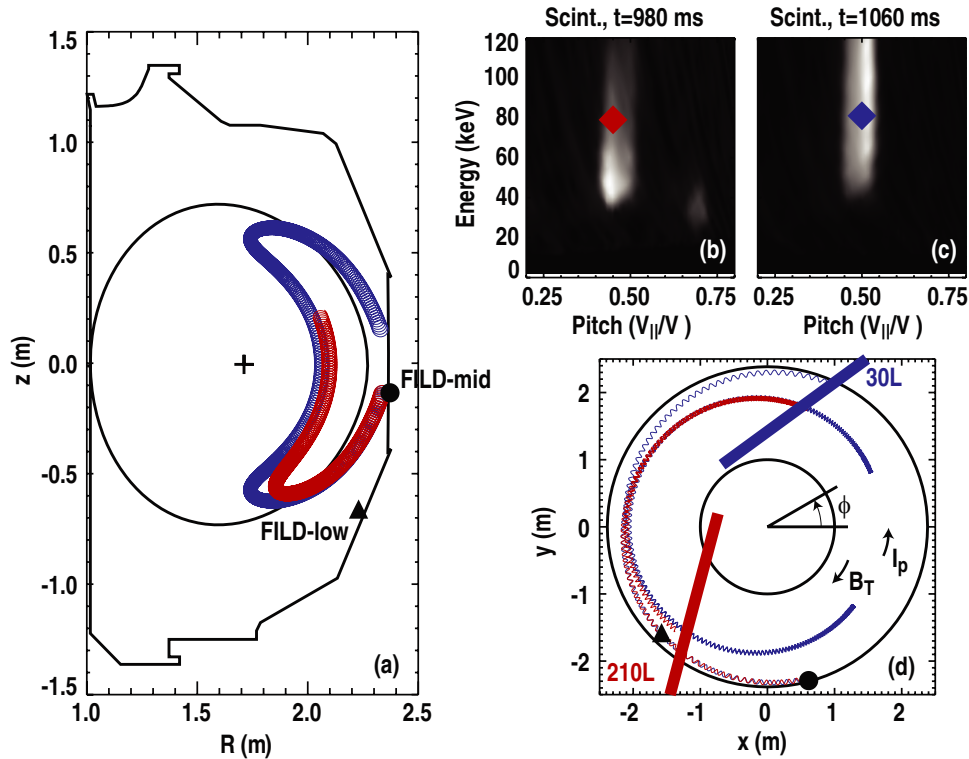 1.5
1.0
0.5
0.0
-0.5
-1.0
-1.5
z (m)
1.0
1.5
2.0
2.5
R (m)
FILD-mid
FILD-low
(a)
Scint., t=980 ms
Scint., t=1060 ms
120
100
80
60
40
20
0
Energy (keV)
(b)
(c)
0.25
0.50
0.75
0.25
0.50
0.75
Pitch (V||/V )
Pitch (V||/V )
2
1
0
-1
-2
y (m)
30L
ϕ
Ip
BT
210L
(d)
-2
-1
0
1
2
x (m)